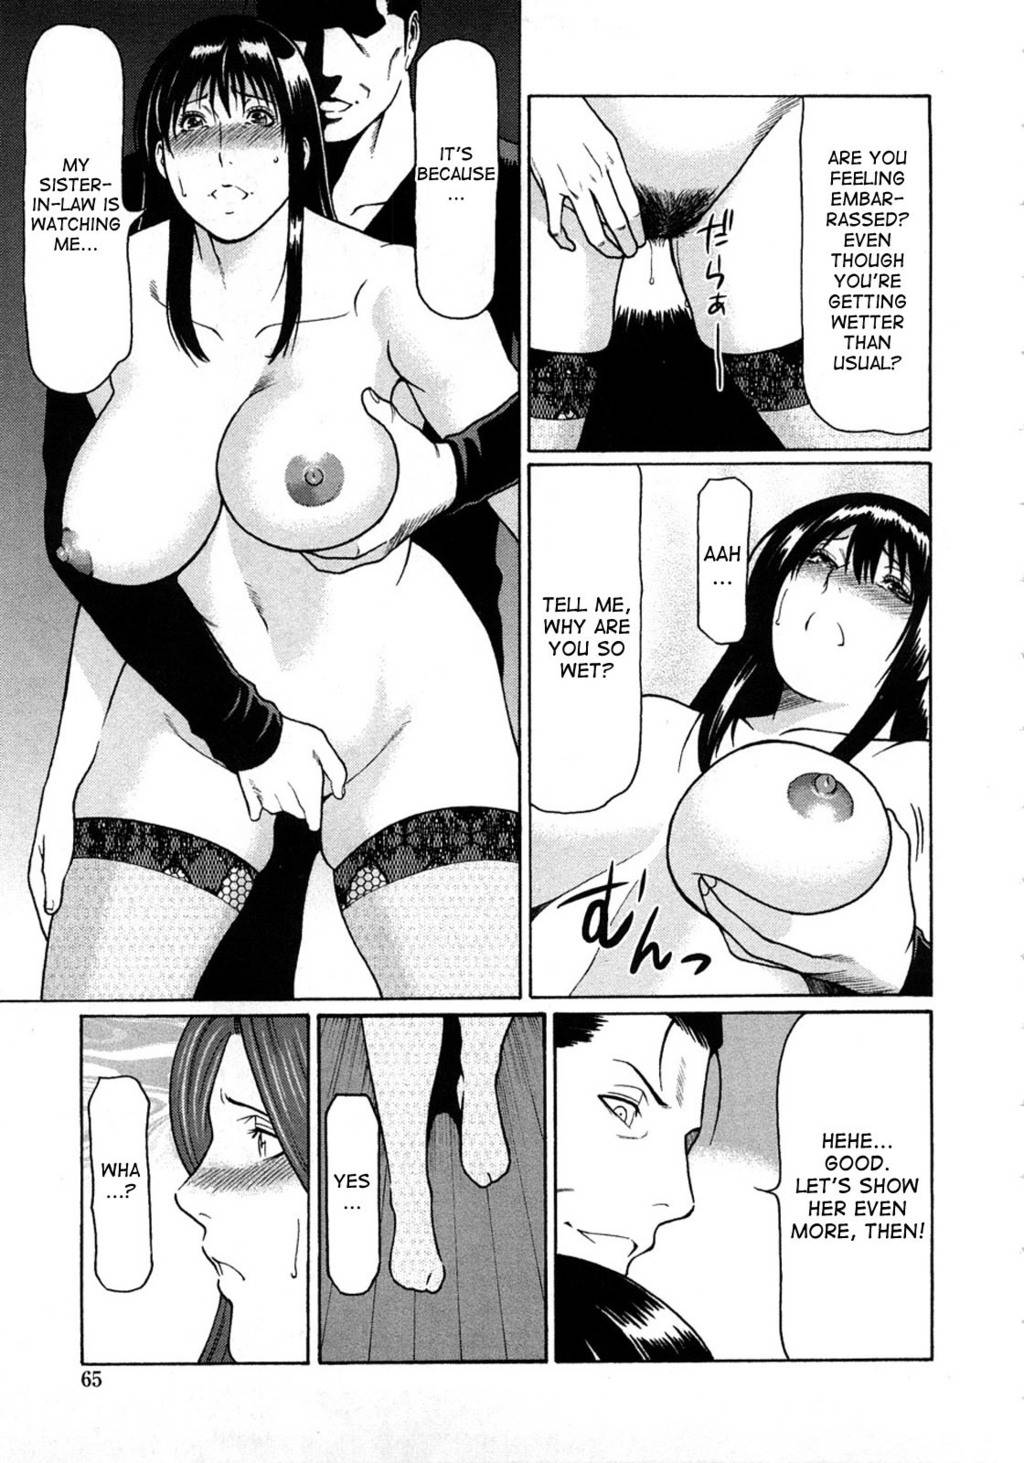 ARE YOU
FEELING
EMBAR-
RASSED?
EVEN
THOUGH
YOU'RE
GETTING
WETTER
THAN
USUAL?
だらぁー
AAH
...
TELL ME,
WHY ARE
YOU SO
WET?
むんっ
IT'S
BECAUSE
...
MY
SISTER-
IN-LAW IS
WATCHING
ME...
HEHE...
GOOD.
LET'S SHOW
HER EVEN
MORE, THEN!
YES
...
WHA
...?
65